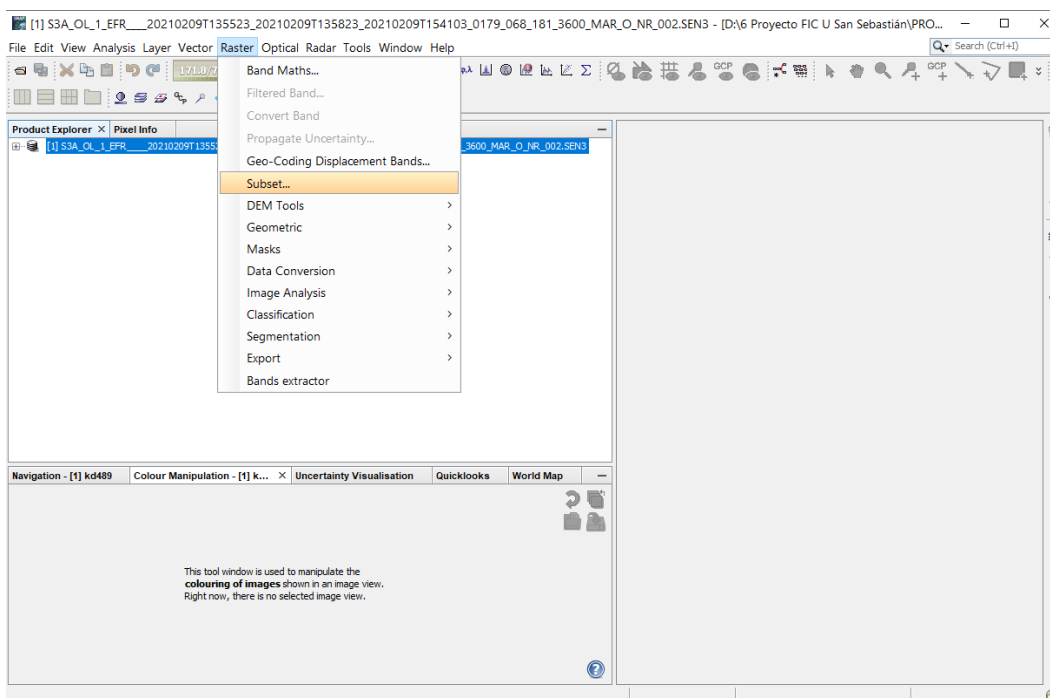 [1] S3A_OL_1_EFR____20210209T135523_20210209T135823_20210209T154103_0179_068_181_3600_MAR_O_NR_002.SEN3 - [D:\6 Proyecto FIC U San Sebastián\PRO...
File Edit View Analysis Layer Vector Raster Optical Radar Tools Window Help
Search (Ctrl+I)
GCP
GCP
Band Maths...
Filtered Band...
Convert Band
Propagate Uncertainty...
Geo-Coding Displacement Bands...
Subset...
DEM Tools
Geometric
Masks
Data Conversion
Image Analysis
Classification
Segmentation
Export
Bands extractor
Product Explorer Pixel Info
[1] S3A_OL_1_EFR____20210209T1355 _3600_MAR_O_NR_002.SEN3
Navigation - [1] kd489 Colour Manipulation - [1] k... Uncertainty Visualisation Quicklooks World Map
This tool window is used to manipulate the
colouring of images shown in an image view.
Right now, there is no selected image view.